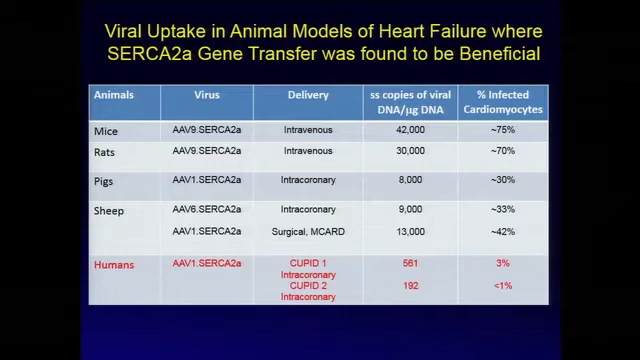 Viral Uptake in Animal Models of Heart Failure where
SERCA2a Gene Transfer was found to be Beneficial
Animals Virus Delivery ss copies of viral DNA/µg DNA % Infected Cardiomyocytes
Mice AAV9.SERCA2a Intravenous 42,000 ~75%
Rats AAV9.SERCA2a Intravenous 30,000 ~70%
Pigs AAV1.SERCA2a Intracoronary 8,000 ~30%
Sheep AAV6.SERCA2a Intracoronary 9,000 ~33%
AAV1.SERCA2a Surgical, MCARD 13,000 ~42%
Humans AAV1.SERCA2a CUPID 1 561 3%
Intracoronary
CUPID 2 192 <1%
Intracoronary